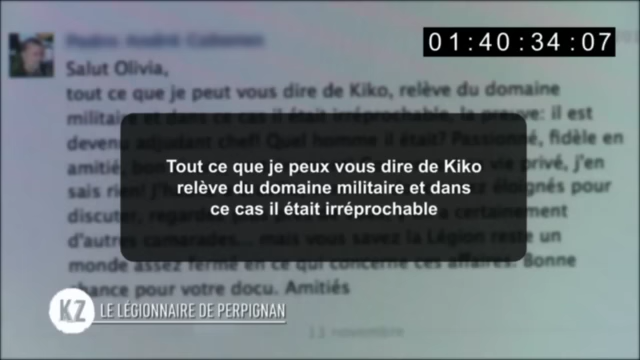 01:40:34:07
Salut Olivia,
tout ce que je peut vous dire de Kiko, relève du domaine
militaire et dans ce cas il était irréprochable, la preuve: il est
devenu adjudant chef! Quel homme il était? Passionné, fidèle en
amitié, bon vie privé, j'en
sais rien! éloignés pour
discuter, a certainement
d'autres camarades... mais vous savez la Légion reste un
monde assez fermé en ce qui concerne ces affaires. Bonne
chance pour votre docu. Amitiés
Tout ce que je peux vous dire de Kiko
relève du domaine militaire et dans
ce cas il était irréprochable
KZ LE LÉGIONNAIRE DE PERPIGNAN
11 novembre